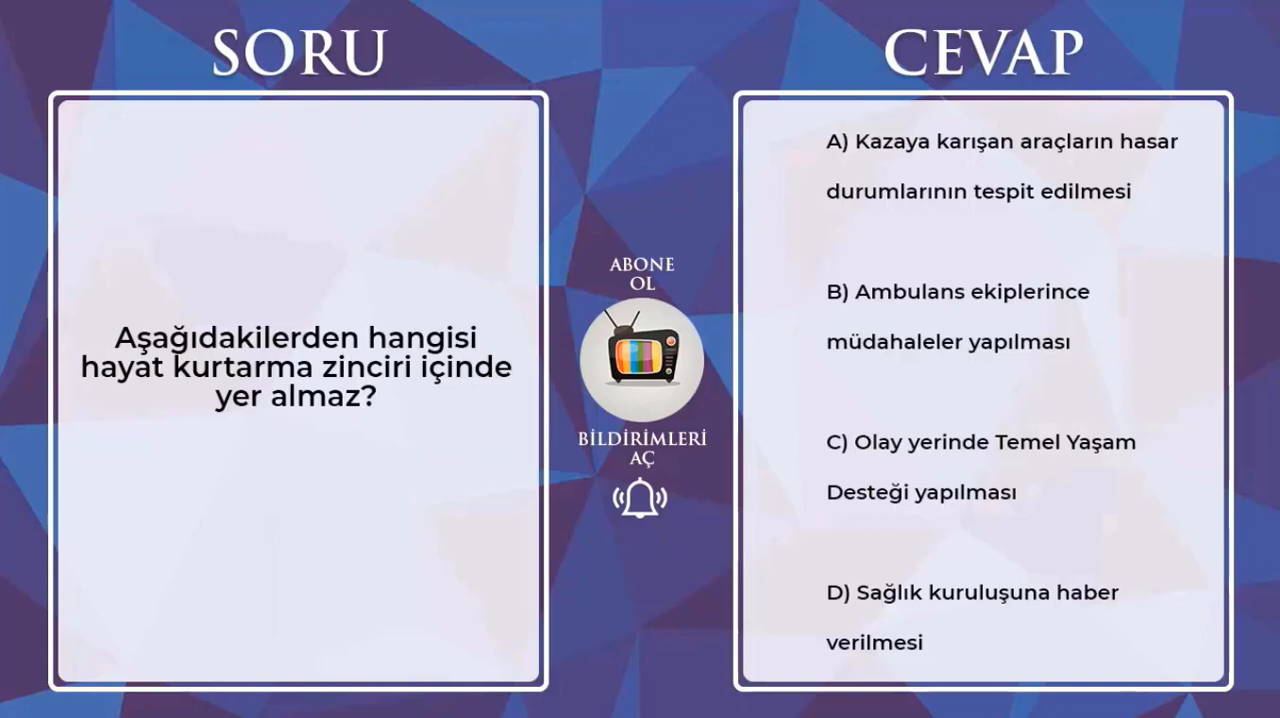 SORU
Aşağıdakilerden hangisi
hayat kurtarma zinciri içinde
yer almaz?
ABONE
OL
BİLDİRİMLERİ
AÇ
CEVAP
A) Kazaya karışan araçların hasar
durumlarının tespit edilmesi
B) Ambulans ekiplerince
müdahaleler yapılması
C) Olay yerinde Temel Yaşam
Desteği yapılması
D) Sağlık kuruluşuna haber
verilmesi